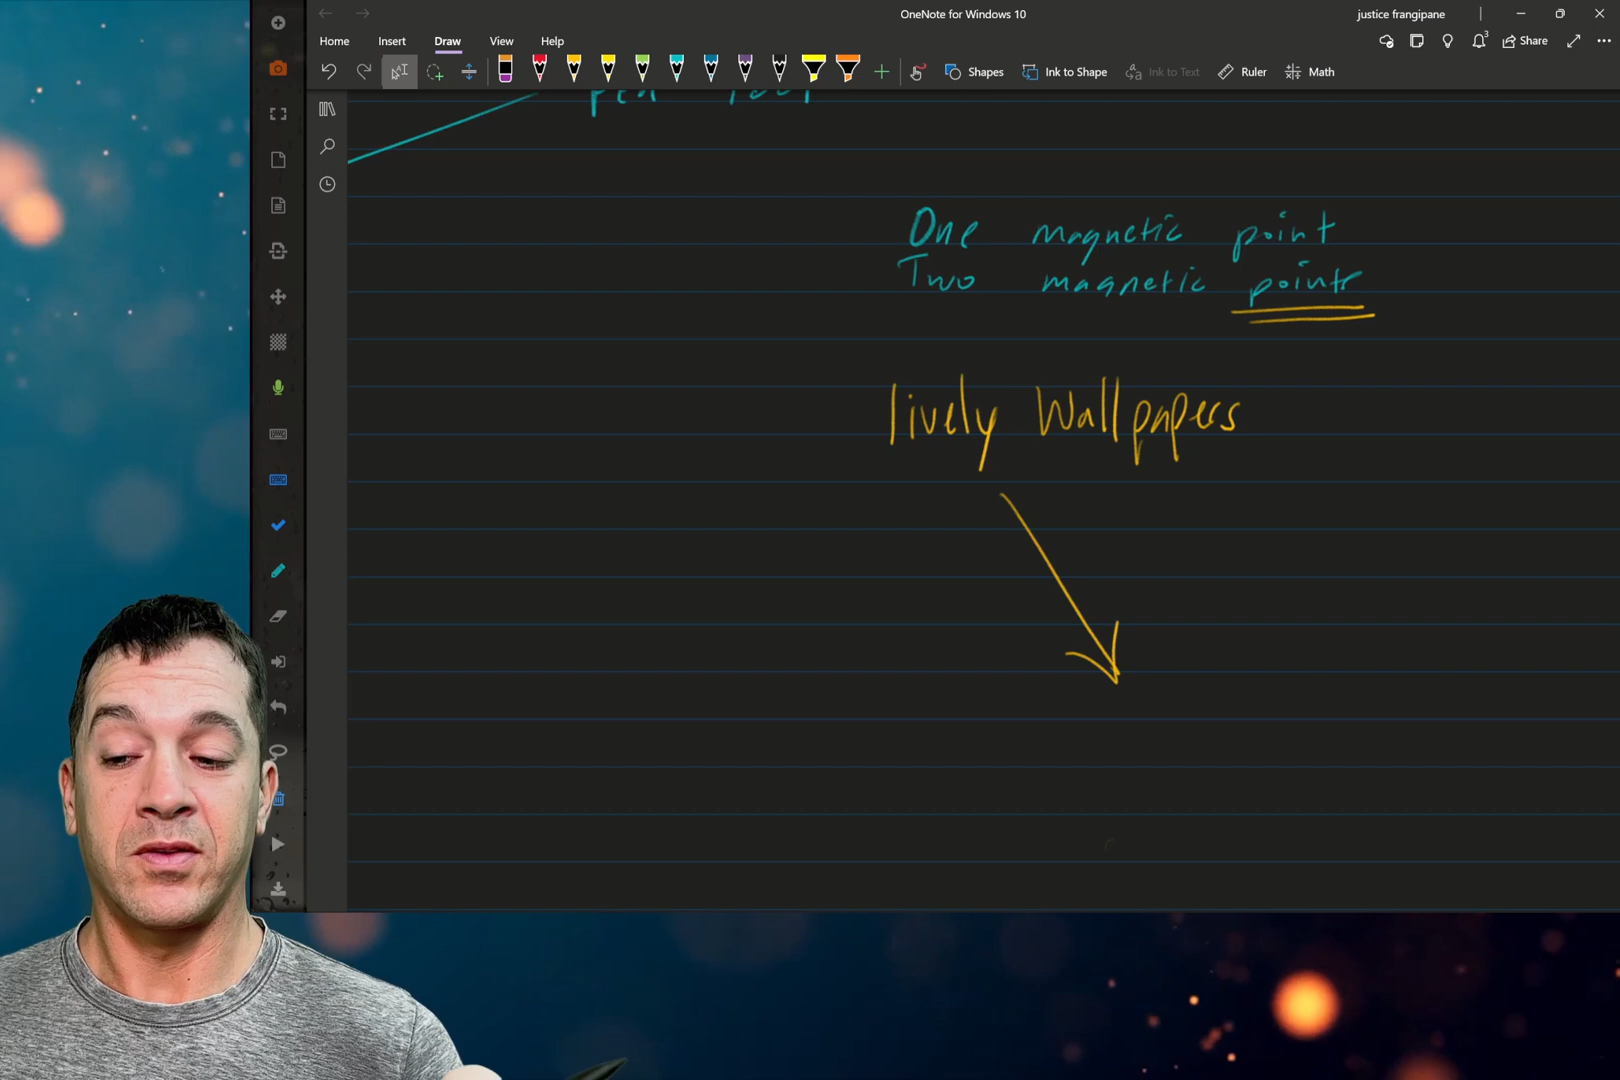 OneNote for Windows 10
justice frangipane
Home Insert Draw View Help
3
Share
Shapes
Ink to Shape
Ink to Text
Ruler
Math
One magnetic point
Two magnetic points
lively Wallpapers